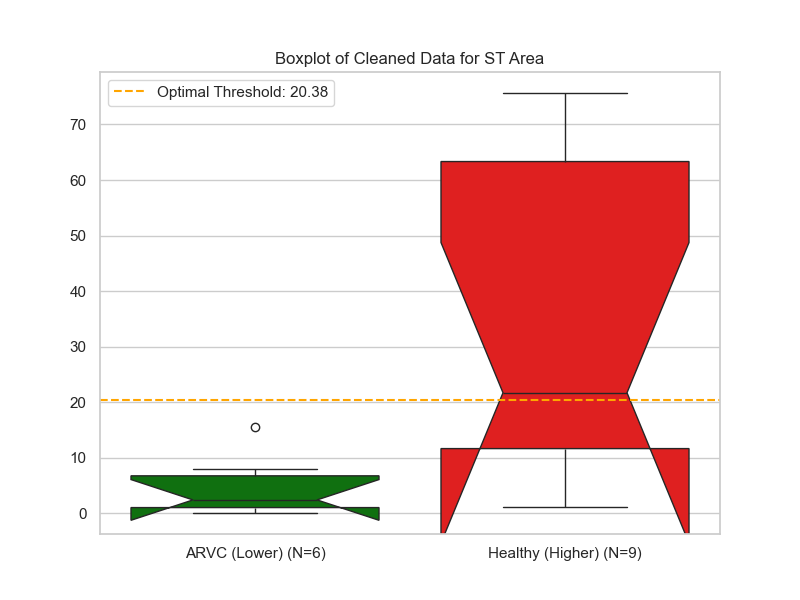 Boxplot of Cleaned Data for ST Area
Optimal Threshold: 20.38
70
60
50
40
30
20
10
0
ARVC (Lower) (N=6)
Healthy (Higher) (N=9)